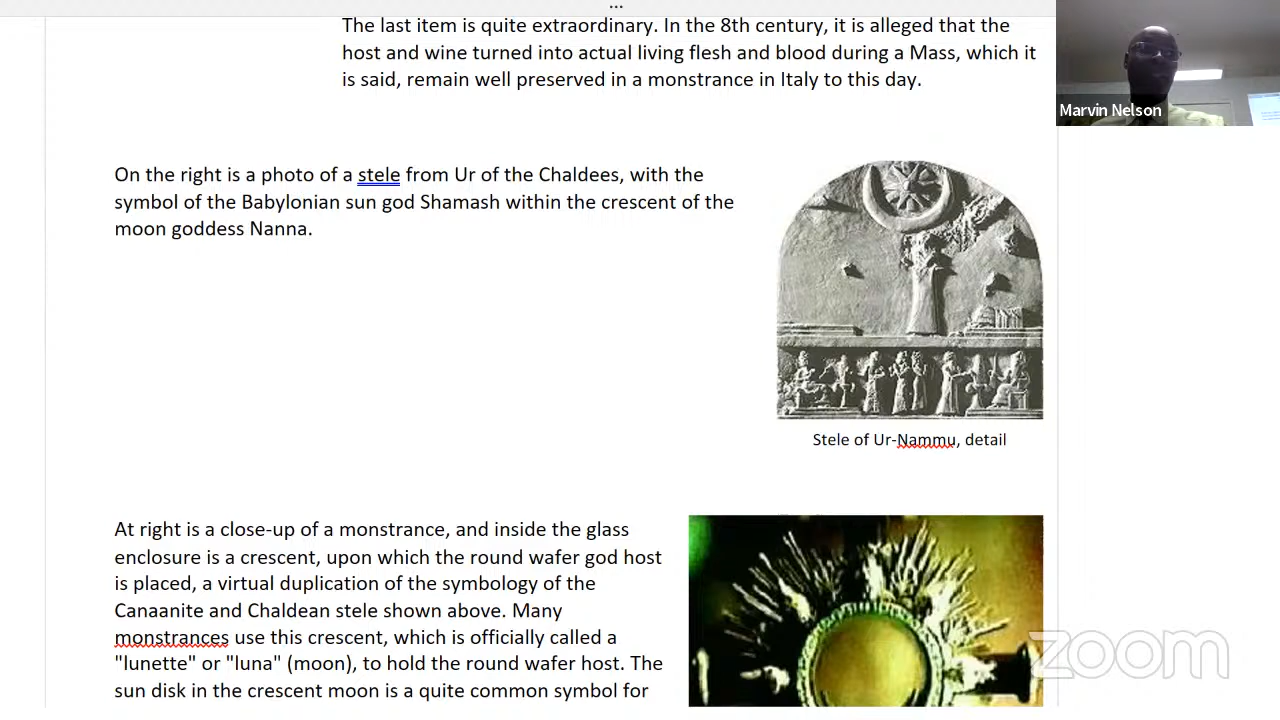 The last item is quite extraordinary. In the 8th century, it is alleged that the
host and wine turned into actual living flesh and blood during a Mass, which it
is said, remain well preserved in a monstrance in Italy to this day.
Marvin Nelson
On the right is a photo of a stele from Ur of the Chaldees, with the
symbol of the Babylonian sun god Shamash within the crescent of the
moon goddess Nanna.
Stele of Ur-Nammu, detail
At right is a close-up of a monstrance, and inside the glass
enclosure is a crescent, upon which the round wafer god host
is placed, a virtual duplication of the symbology of the
Canaanite and Chaldean stele shown above. Many
monstrances use this crescent, which is officially called a
"lunette" or "luna" (moon), to hold the round wafer host. The
sun disk in the crescent moon is a quite common symbol for
zoom